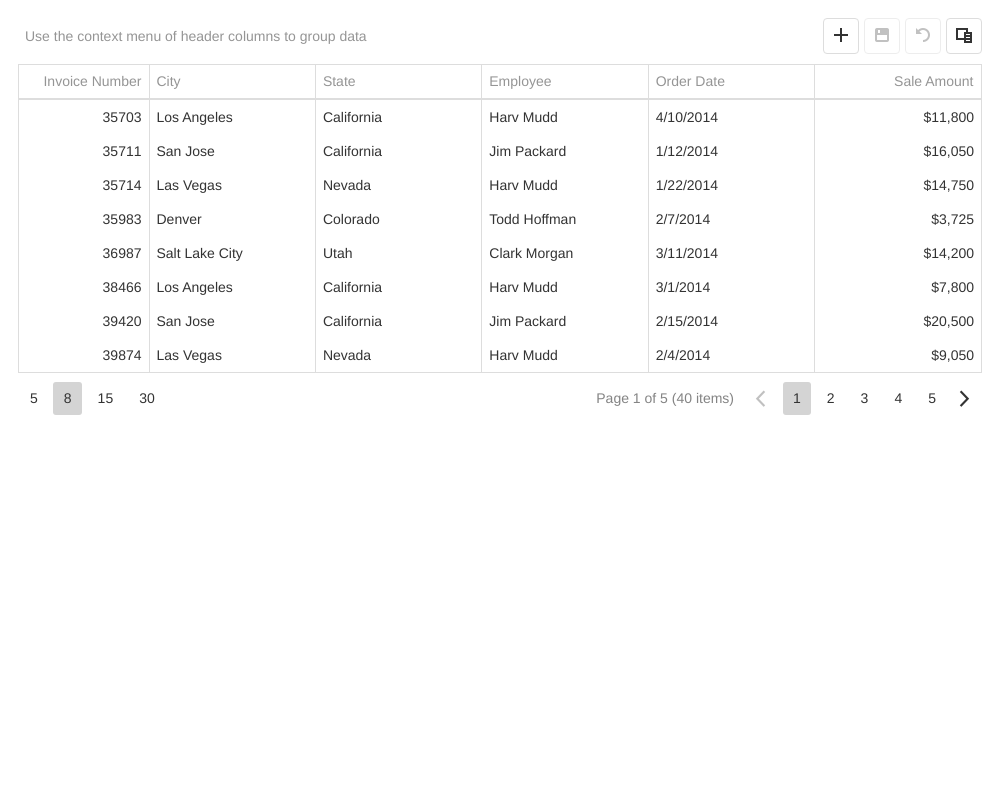 Use the context menu of header columns to group data
Invoice Number City State Employee Order Date Sale Amount
35703 Los Angeles California Harv Mudd 4/10/2014 $11,800
35711 San Jose California Jim Packard 1/12/2014 $16,050
35714 Las Vegas Nevada Harv Mudd 1/22/2014 $14,750
35983 Denver Colorado Todd Hoffman 2/7/2014 $3,725
36987 Salt Lake City Utah Clark Morgan 3/11/2014 $14,200
38466 Los Angeles California Harv Mudd 3/1/2014 $7,800
39420 San Jose California Jim Packard 2/15/2014 $20,500
39874 Las Vegas Nevada Harv Mudd 2/4/2014 $9,050
5 8 15 30 Page 1 of 5 (40 items) 1 2 3 4 5